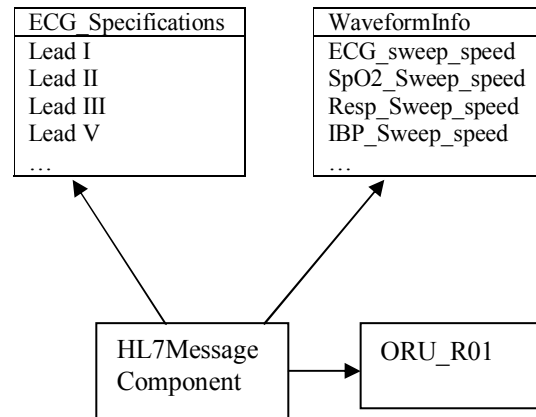 ECG_Specifications
Lead I
Lead II
Lead III
Lead V
…
WaveformInfo
ECG_sweep_speed
SpO2_Sweep_speed
Resp_Sweep_speed
IBP_Sweep_speed
…
HL7Message
Component
ORU_R01